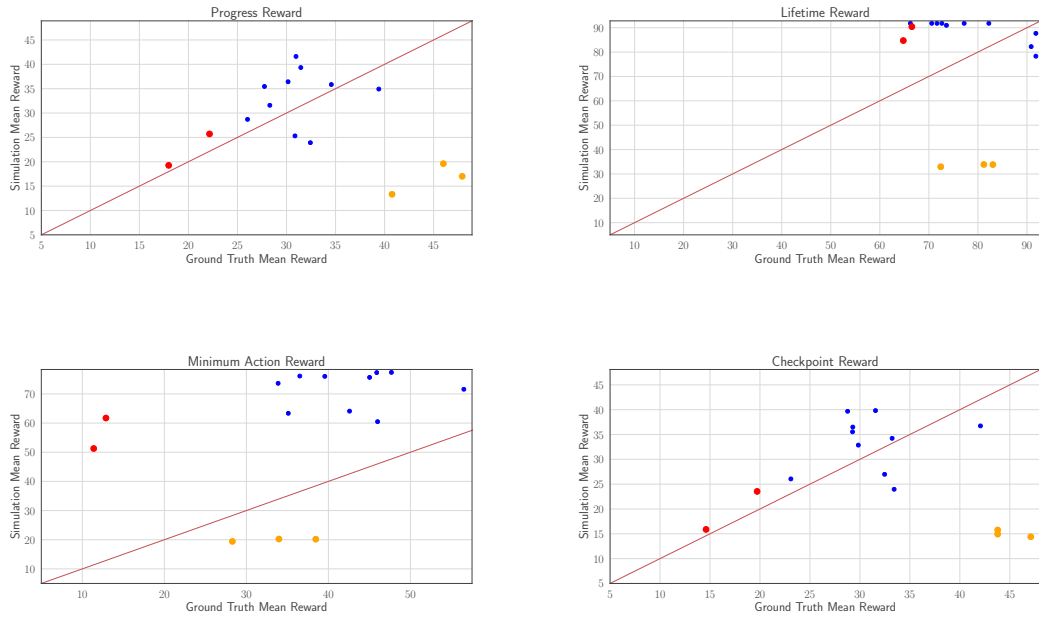 Progress Reward
Simulation Mean Reward
45
40
35
30
25
20
15
10
5
5 10 15 20 25 30 35 40 45
Ground Truth Mean Reward
Lifetime Reward
Simulation Mean Reward
90
80
70
60
50
40
30
20
10
10 20 30 40 50 60 70 80 90
Ground Truth Mean Reward
Minimum Action Reward
Simulation Mean Reward
70
60
50
40
30
20
10
10 20 30 40 50
Ground Truth Mean Reward
Checkpoint Reward
Simulation Mean Reward
45
40
35
30
25
20
15
10
5
5 10 15 20 25 30 35 40 45
Ground Truth Mean Reward